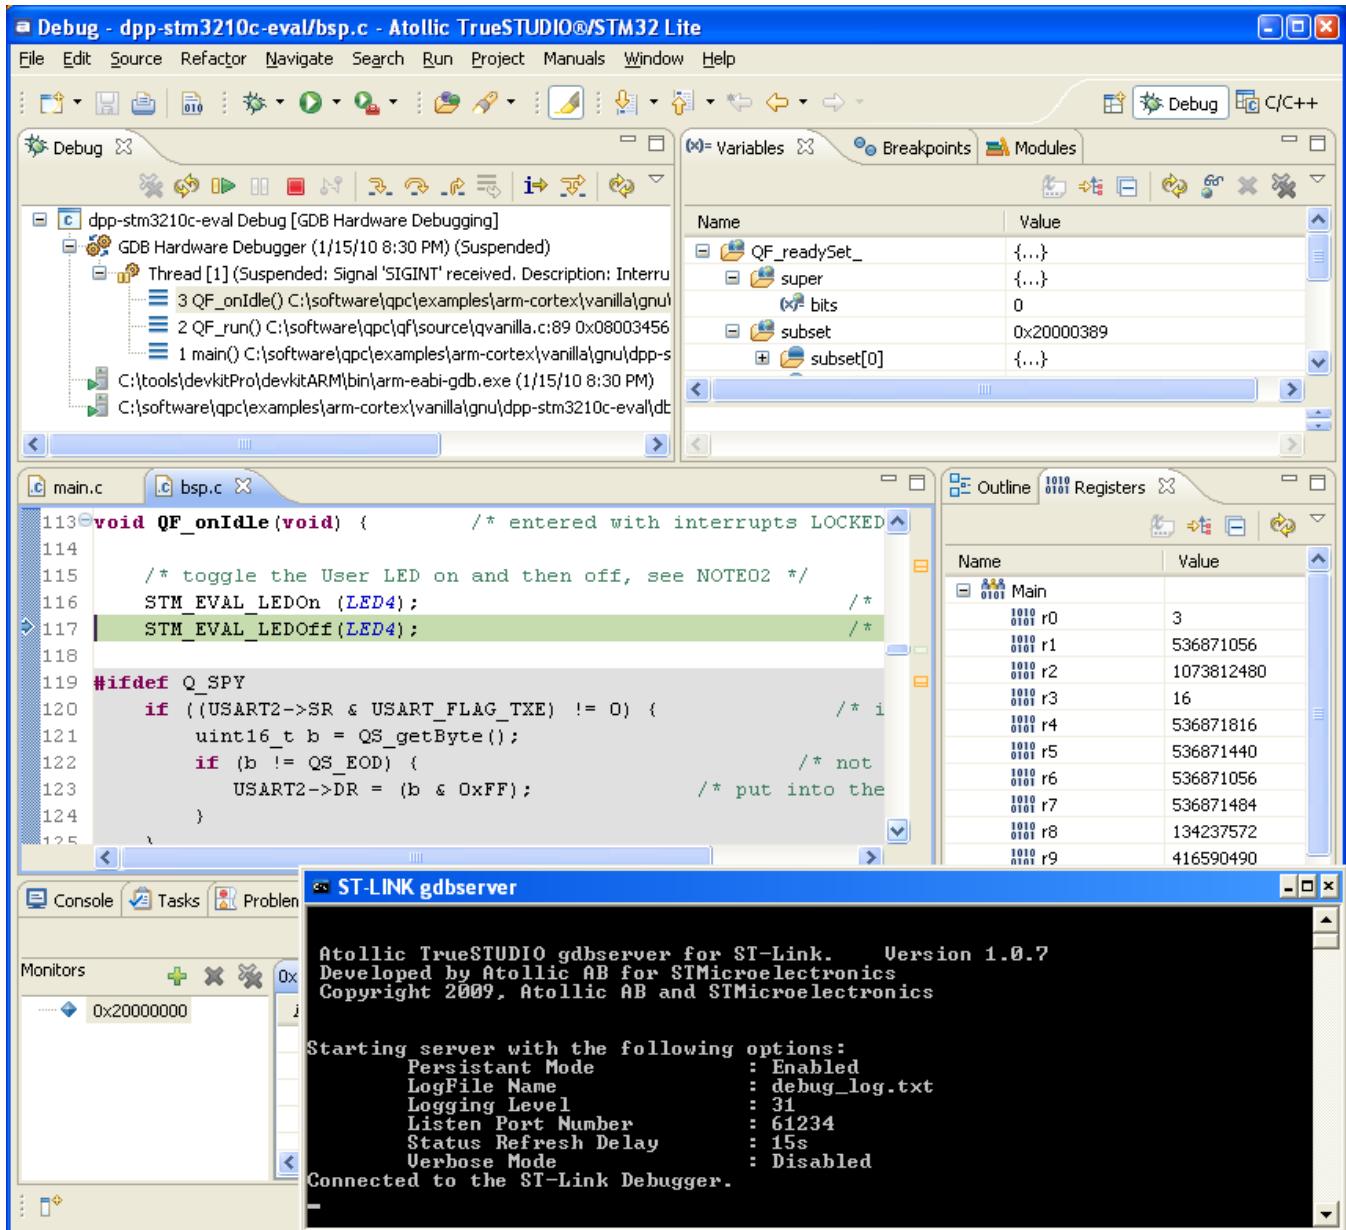 Debug - dpp-stm3210c-eval/bsp.c - Atollic TrueSTUDIO®/STM32 Lite
File Edit Source Refactor Navigate Search Run Project Manuals Window Help
Debug C/C++
Debug
(x)= Variables Breakpoints Modules
dpp-stm3210c-eval Debug [GDB Hardware Debugging]
GDB Hardware Debugger (1/15/10 8:30 PM) (Suspended)
Thread [1] (Suspended: Signal 'SIGINT' received. Description: Interru
3 QF_onIdle() C:\software\qpc\examples\arm-cortex\vanilla\gnu\
2 QF_run() C:\software\qpc\qf\source\qvanilla.c:89 0x08003456
1 main() C:\software\qpc\examples\arm-cortex\vanilla\gnu\dpp-s
C:\tools\devkitPro\devkitARM\bin\arm-eabi-gdb.exe (1/15/10 8:30 PM)
C:\software\qpc\examples\arm-cortex\vanilla\gnu\dpp-stm3210c-eval\dt
Name Value
QF_readySet_ {...}
super {...}
(x)= bits 0
subset 0x20000389
subset[0] {...}
main.c bsp.c
113 void QF_onIdle(void) { /* entered with interrupts LOCKED
114
115 /* toggle the User LED on and then off, see NOTE02 */
116 STM_EVAL_LEDOn (LED4); /*
117 STM_EVAL_LEDOff(LED4); /*
118
119 #ifdef Q_SPY
120 if ((USART2->SR & USART_FLAG_TXE) != 0) { /* i
121 uint16_t b = QS_getByte();
122 if (b != QS_EOD) { /* not
123 USART2->DR = (b & 0xFF); /* put into the
124 }
125 }
Outline Registers
Name Value
Main
r0 3
r1 536871056
r2 1073812480
r3 16
r4 536871816
r5 536871440
r6 536871056
r7 536871484
r8 134237572
r9 416590490
Console Tasks Problem
Monitors 0x
0x20000000
ST-LINK gdbserver
Atollic TrueSTUDIO gdbserver for ST-Link. Version 1.0.7
Developed by Atollic AB for STMicroelectronics
Copyright 2009, Atollic AB and STMicroelectronics
Starting server with the following options:
Persistant Mode : Enabled
LogFile Name : debug_log.txt
Logging Level : 31
Listen Port Number : 61234
Status Refresh Delay : 15s
Verbose Mode : Disabled
Connected to the ST-Link Debugger.